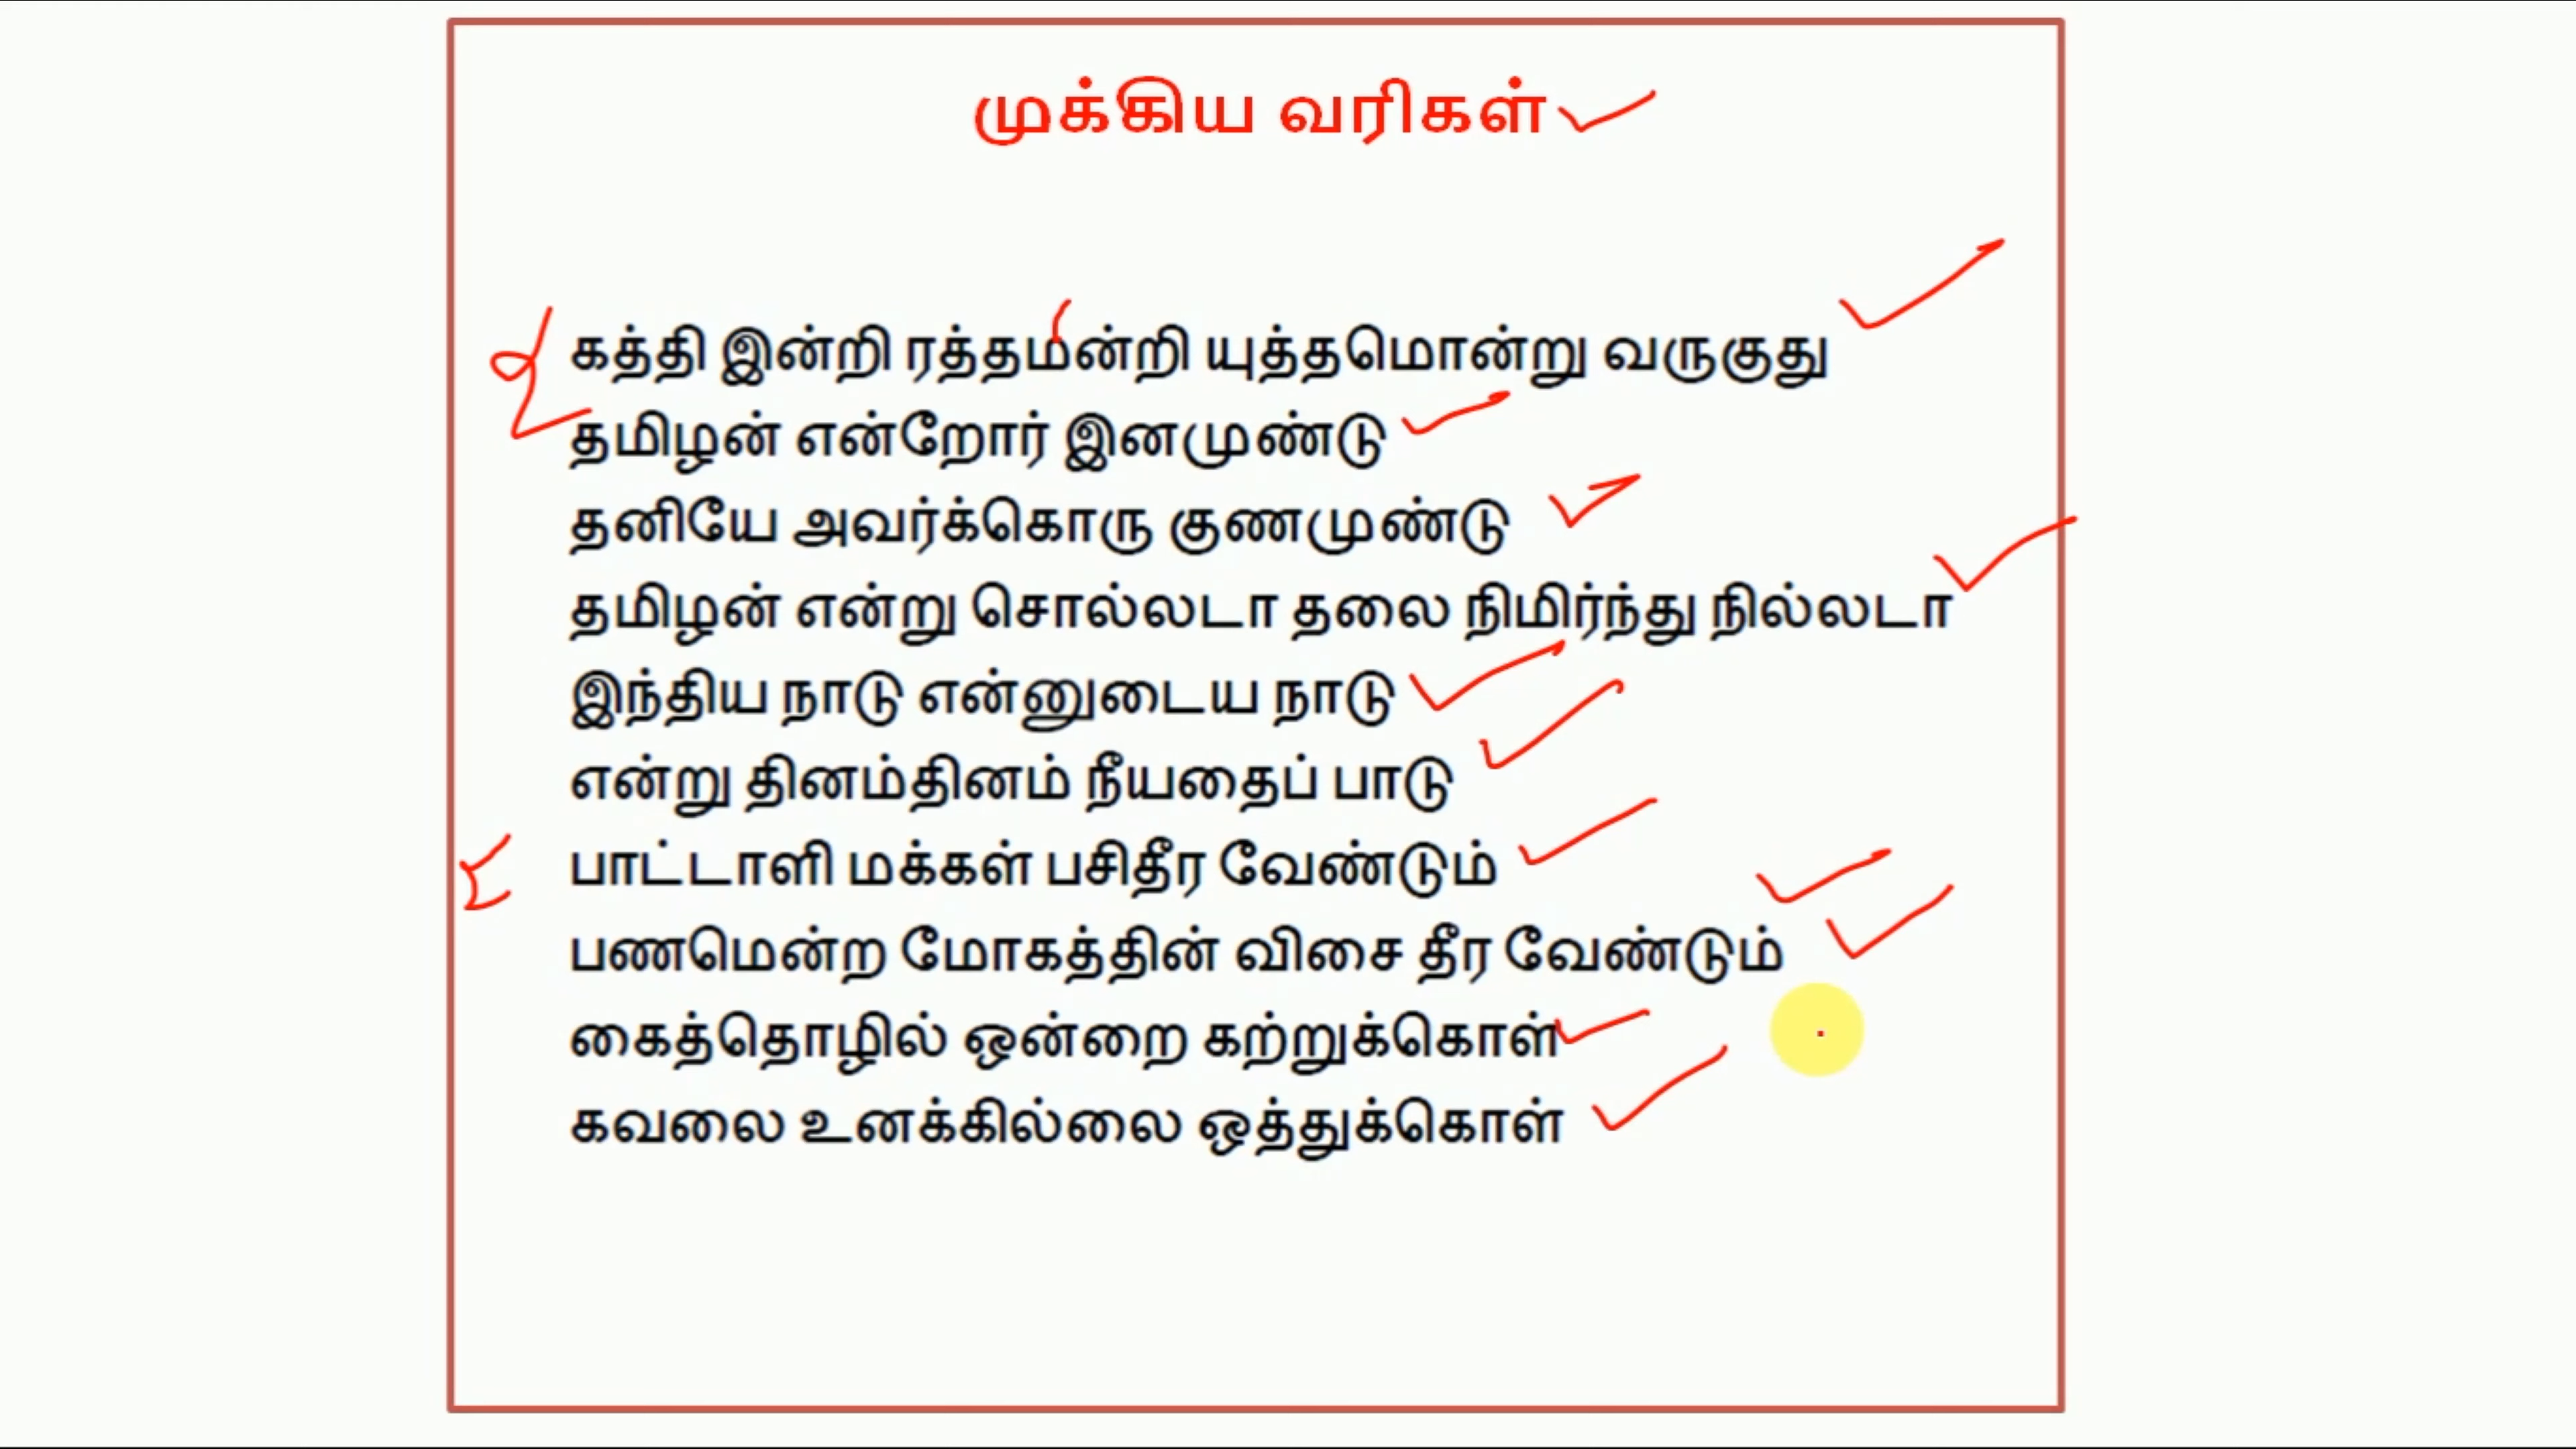 முக்கிய வரிகள்
கத்தி இன்றி ரத்தமன்றி யுத்தமொன்று வருகுது
தமிழன் என்றோர் இனமுண்டு
தனியே அவர்க்கொரு குணமுண்டு
தமிழன் என்று சொல்லடா தலை நிமிர்ந்து நில்லடா
இந்திய நாடு என்னுடைய நாடு
என்று தினம்தினம் நீயதைப் பாடு
பாட்டாளி மக்கள் பசிதீர வேண்டும்
பணமென்ற மோகத்தின் விசை தீர வேண்டும்
கைத்தொழில் ஒன்றை கற்றுக்கொள்
கவலை உனக்கில்லை ஒத்துக்கொள்